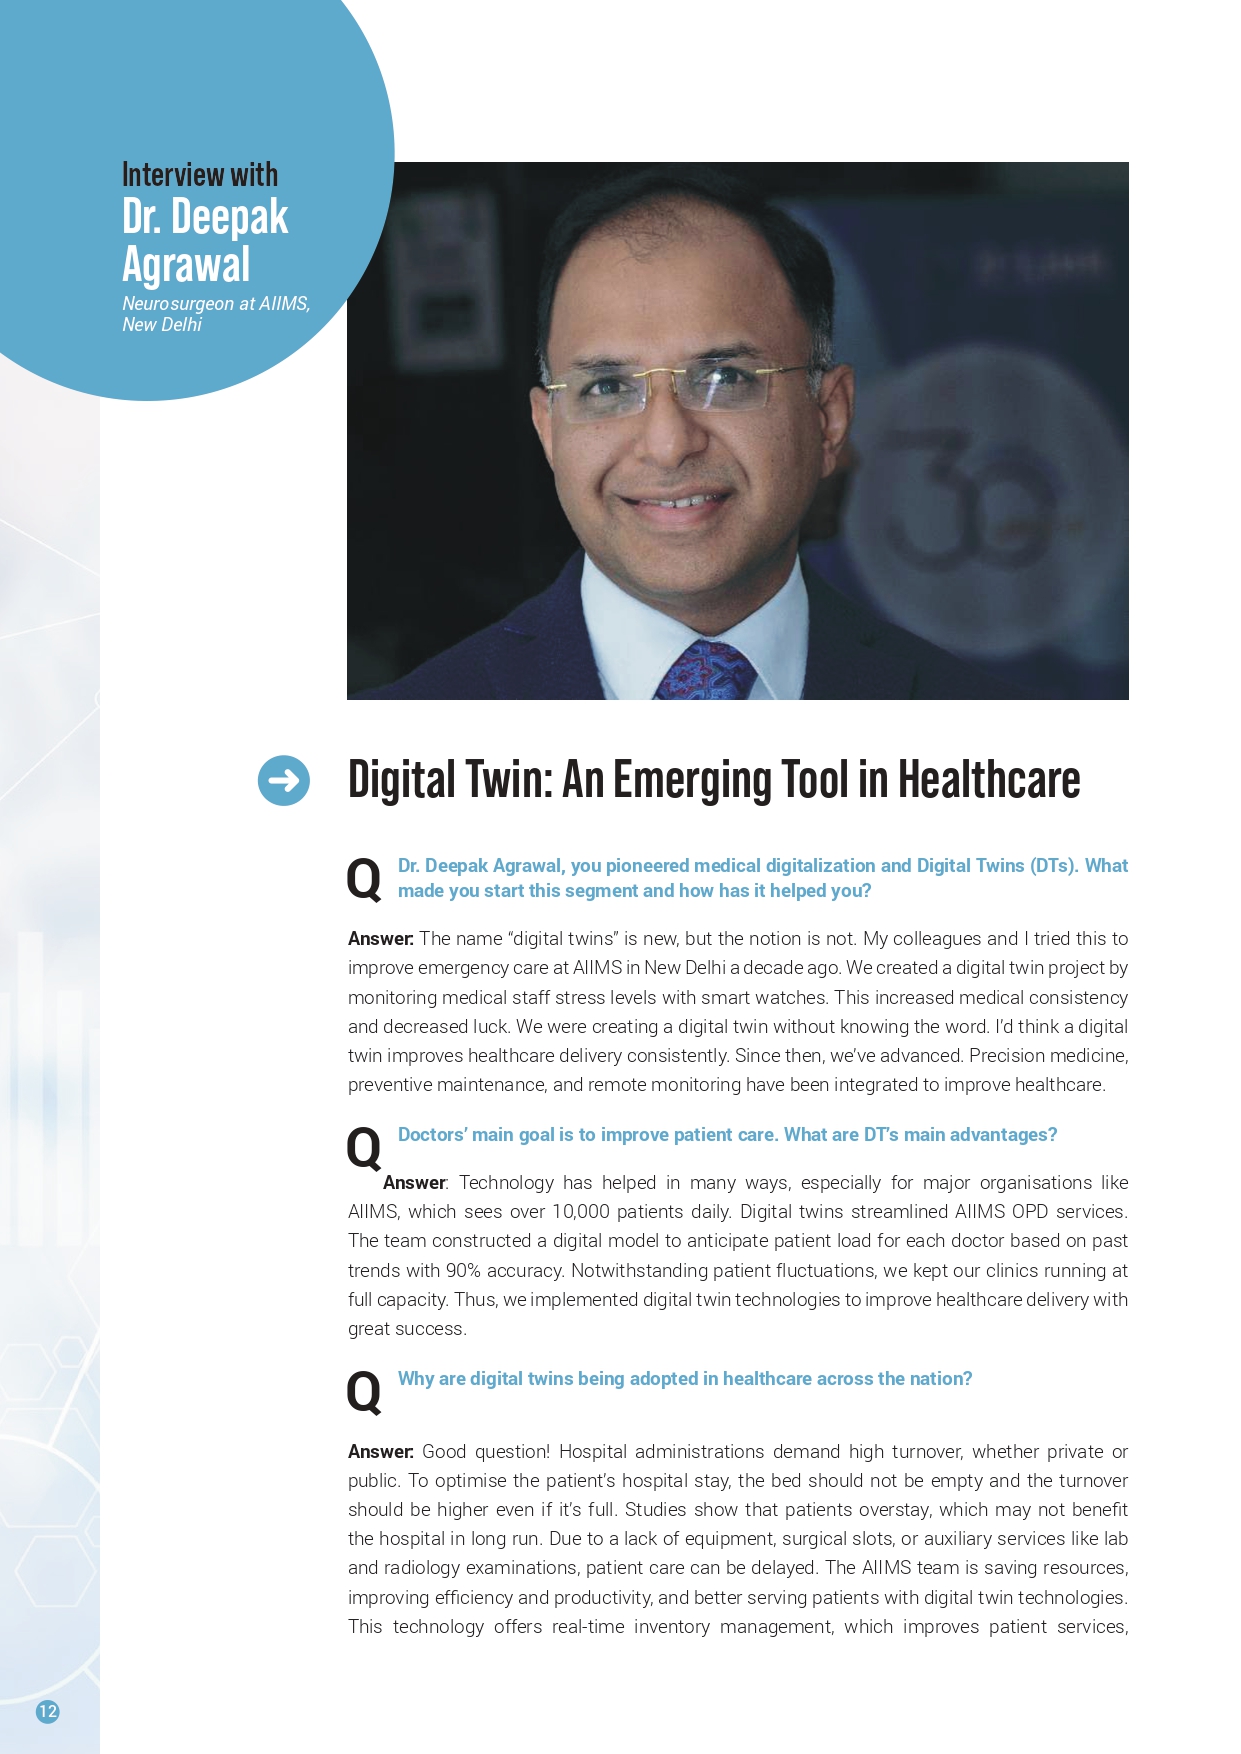 Interview with
Dr. Deepak
Agrawal
Neurosurgeon at AIIMS,
New Delhi
30
Digital Twin: An Emerging Tool in Healthcare
Q Dr. Deepak Agrawal, you pioneered medical digitalization and Digital Twins (DTs). What
made you start this segment and how has it helped you?
Answer: The name “digital twins” is new, but the notion is not. My colleagues and I tried this to
improve emergency care at AIIMS in New Delhi a decade ago. We created a digital twin project by
monitoring medical staff stress levels with smart watches. This increased medical consistency
and decreased luck. We were creating a digital twin without knowing the word. I’d think a digital
twin improves healthcare delivery consistently. Since then, we’ve advanced. Precision medicine,
preventive maintenance, and remote monitoring have been integrated to improve healthcare.
Q Doctors’ main goal is to improve patient care. What are DT’s main advantages?
Answer: Technology has helped in many ways, especially for major organisations like
AIIMS, which sees over 10,000 patients daily. Digital twins streamlined AIIMS OPD services.
The team constructed a digital model to anticipate patient load for each doctor based on past
trends with 90% accuracy. Notwithstanding patient fluctuations, we kept our clinics running at
full capacity. Thus, we implemented digital twin technologies to improve healthcare delivery with
great success.
Q Why are digital twins being adopted in healthcare across the nation?
Answer: Good question! Hospital administrations demand high turnover, whether private or
public. To optimise the patient’s hospital stay, the bed should not be empty and the turnover
should be higher even if it’s full. Studies show that patients overstay, which may not benefit
the hospital in long run. Due to a lack of equipment, surgical slots, or auxiliary services like lab
and radiology examinations, patient care can be delayed. The AIIMS team is saving resources,
improving efficiency and productivity, and better serving patients with digital twin technologies.
This technology offers real-time inventory management, which improves patient services,
12